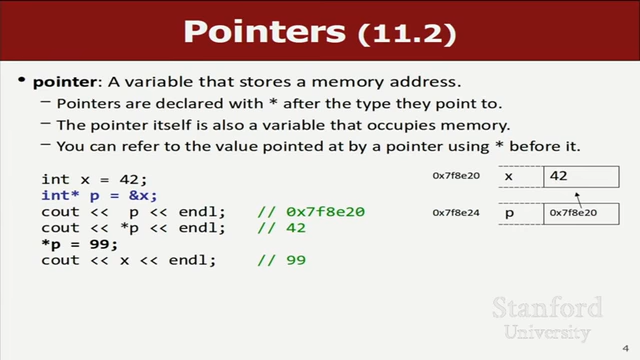 Pointers (11.2)
• pointer: A variable that stores a memory address.
– Pointers are declared with * after the type they point to.
– The pointer itself is also a variable that occupies memory.
– You can refer to the value pointed at by a pointer using * before it.
int x = 42;
int* p = &x;
cout <<  p << endl;   // 0x7f8e20
cout << *p << endl;   // 42
*p = 99;
cout << x << endl;    // 99
0x7f8e20 x 42
0x7f8e24 p 0x7f8e20
Stanford
University
4